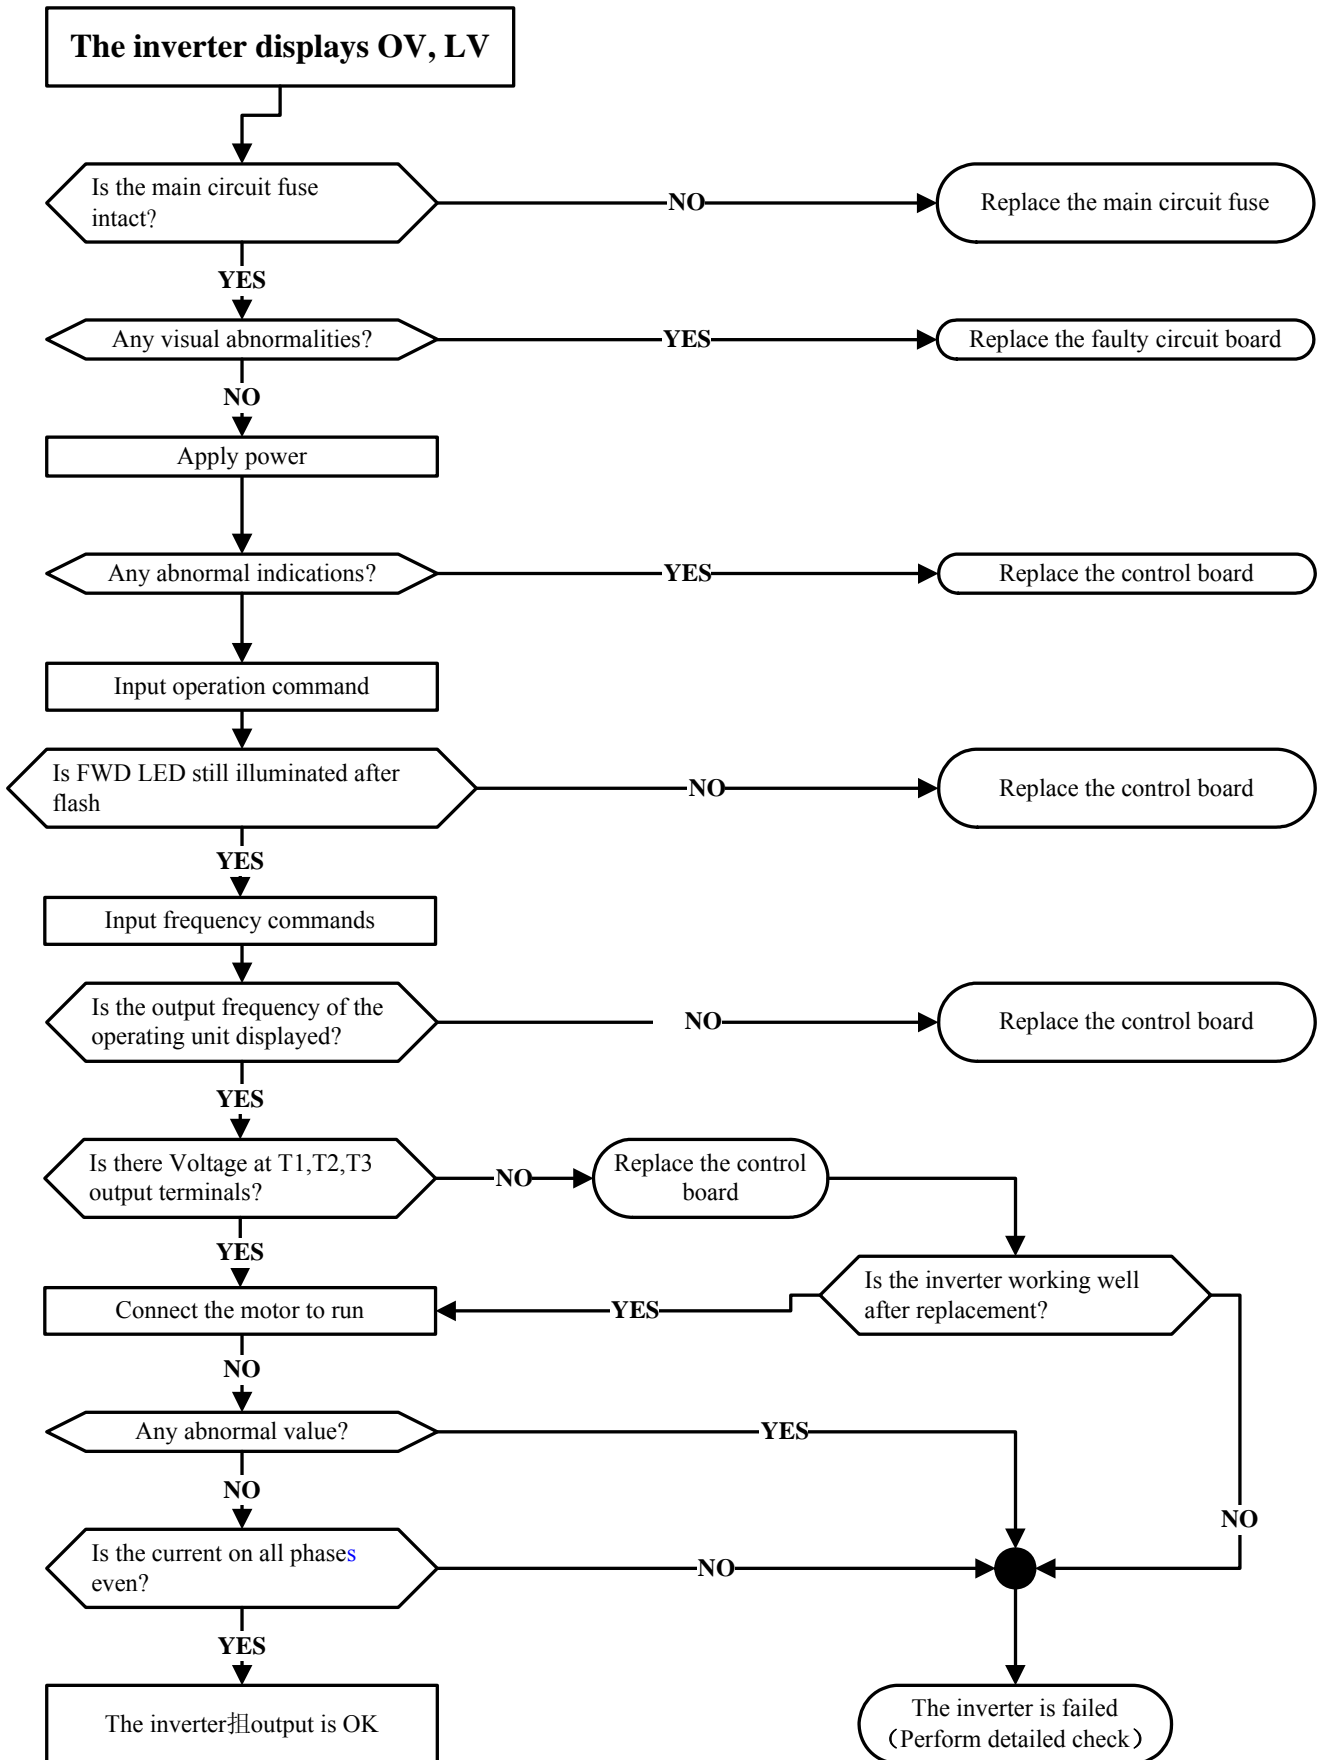 The inverter displays OV, LV
Is the main circuit fuse
intact?
NO
Replace the main circuit fuse
YES
Any visual abnormalities?
YES
Replace the faulty circuit board
NO
Apply power
Any abnormal indications?
YES
Replace the control board
Input operation command
Is FWD LED still illuminated after
flash
NO
Replace the control board
YES
Input frequency commands
Is the output frequency of the
operating unit displayed?
NO
Replace the control board
YES
Is there Voltage at T1,T2,T3
output terminals?
NO
Replace the control
board
YES
Is the inverter working well
after replacement?
Connect the motor to run
YES
NO
Any abnormal value?
YES
NO
NO
Is the current on all phases
even?
NO
YES
The inverter担output is OK
The inverter is failed
（Perform detailed check）